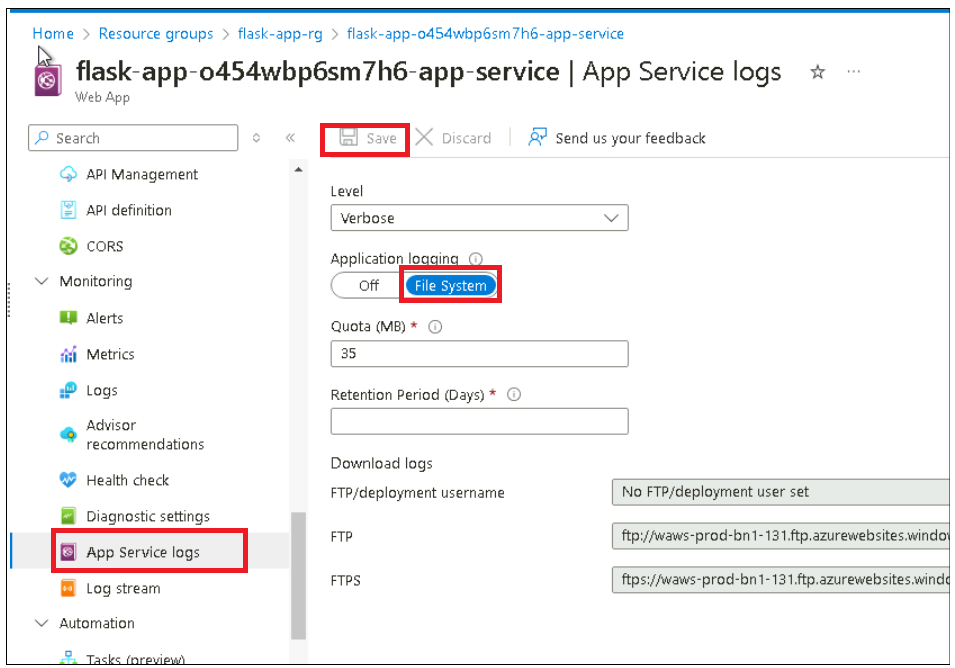 Home > Resource groups > flask-app-rg > flask-app-o454wbp6sm7h6-app-service
flask-app-o454wbp6sm7h6-app-service | App Service logs
Web App
Search
Save
Discard
Send us your feedback
API Management
API definition
CORS
Monitoring
Alerts
Metrics
Logs
Advisor
recommendations
Health check
Diagnostic settings
App Service logs
Log stream
Automation
Tasks (preview)
Level
Verbose
Application logging
Off
File System
Quota (MB) *
35
Retention Period (Days) *
Download logs
FTP/deployment username
No FTP/deployment user set
FTP
ftp://waws-prod-bn1-131.ftp.azurewebsites.window
FTPS
ftps://waws-prod-bn1-131.ftp.azurewebsites.windo